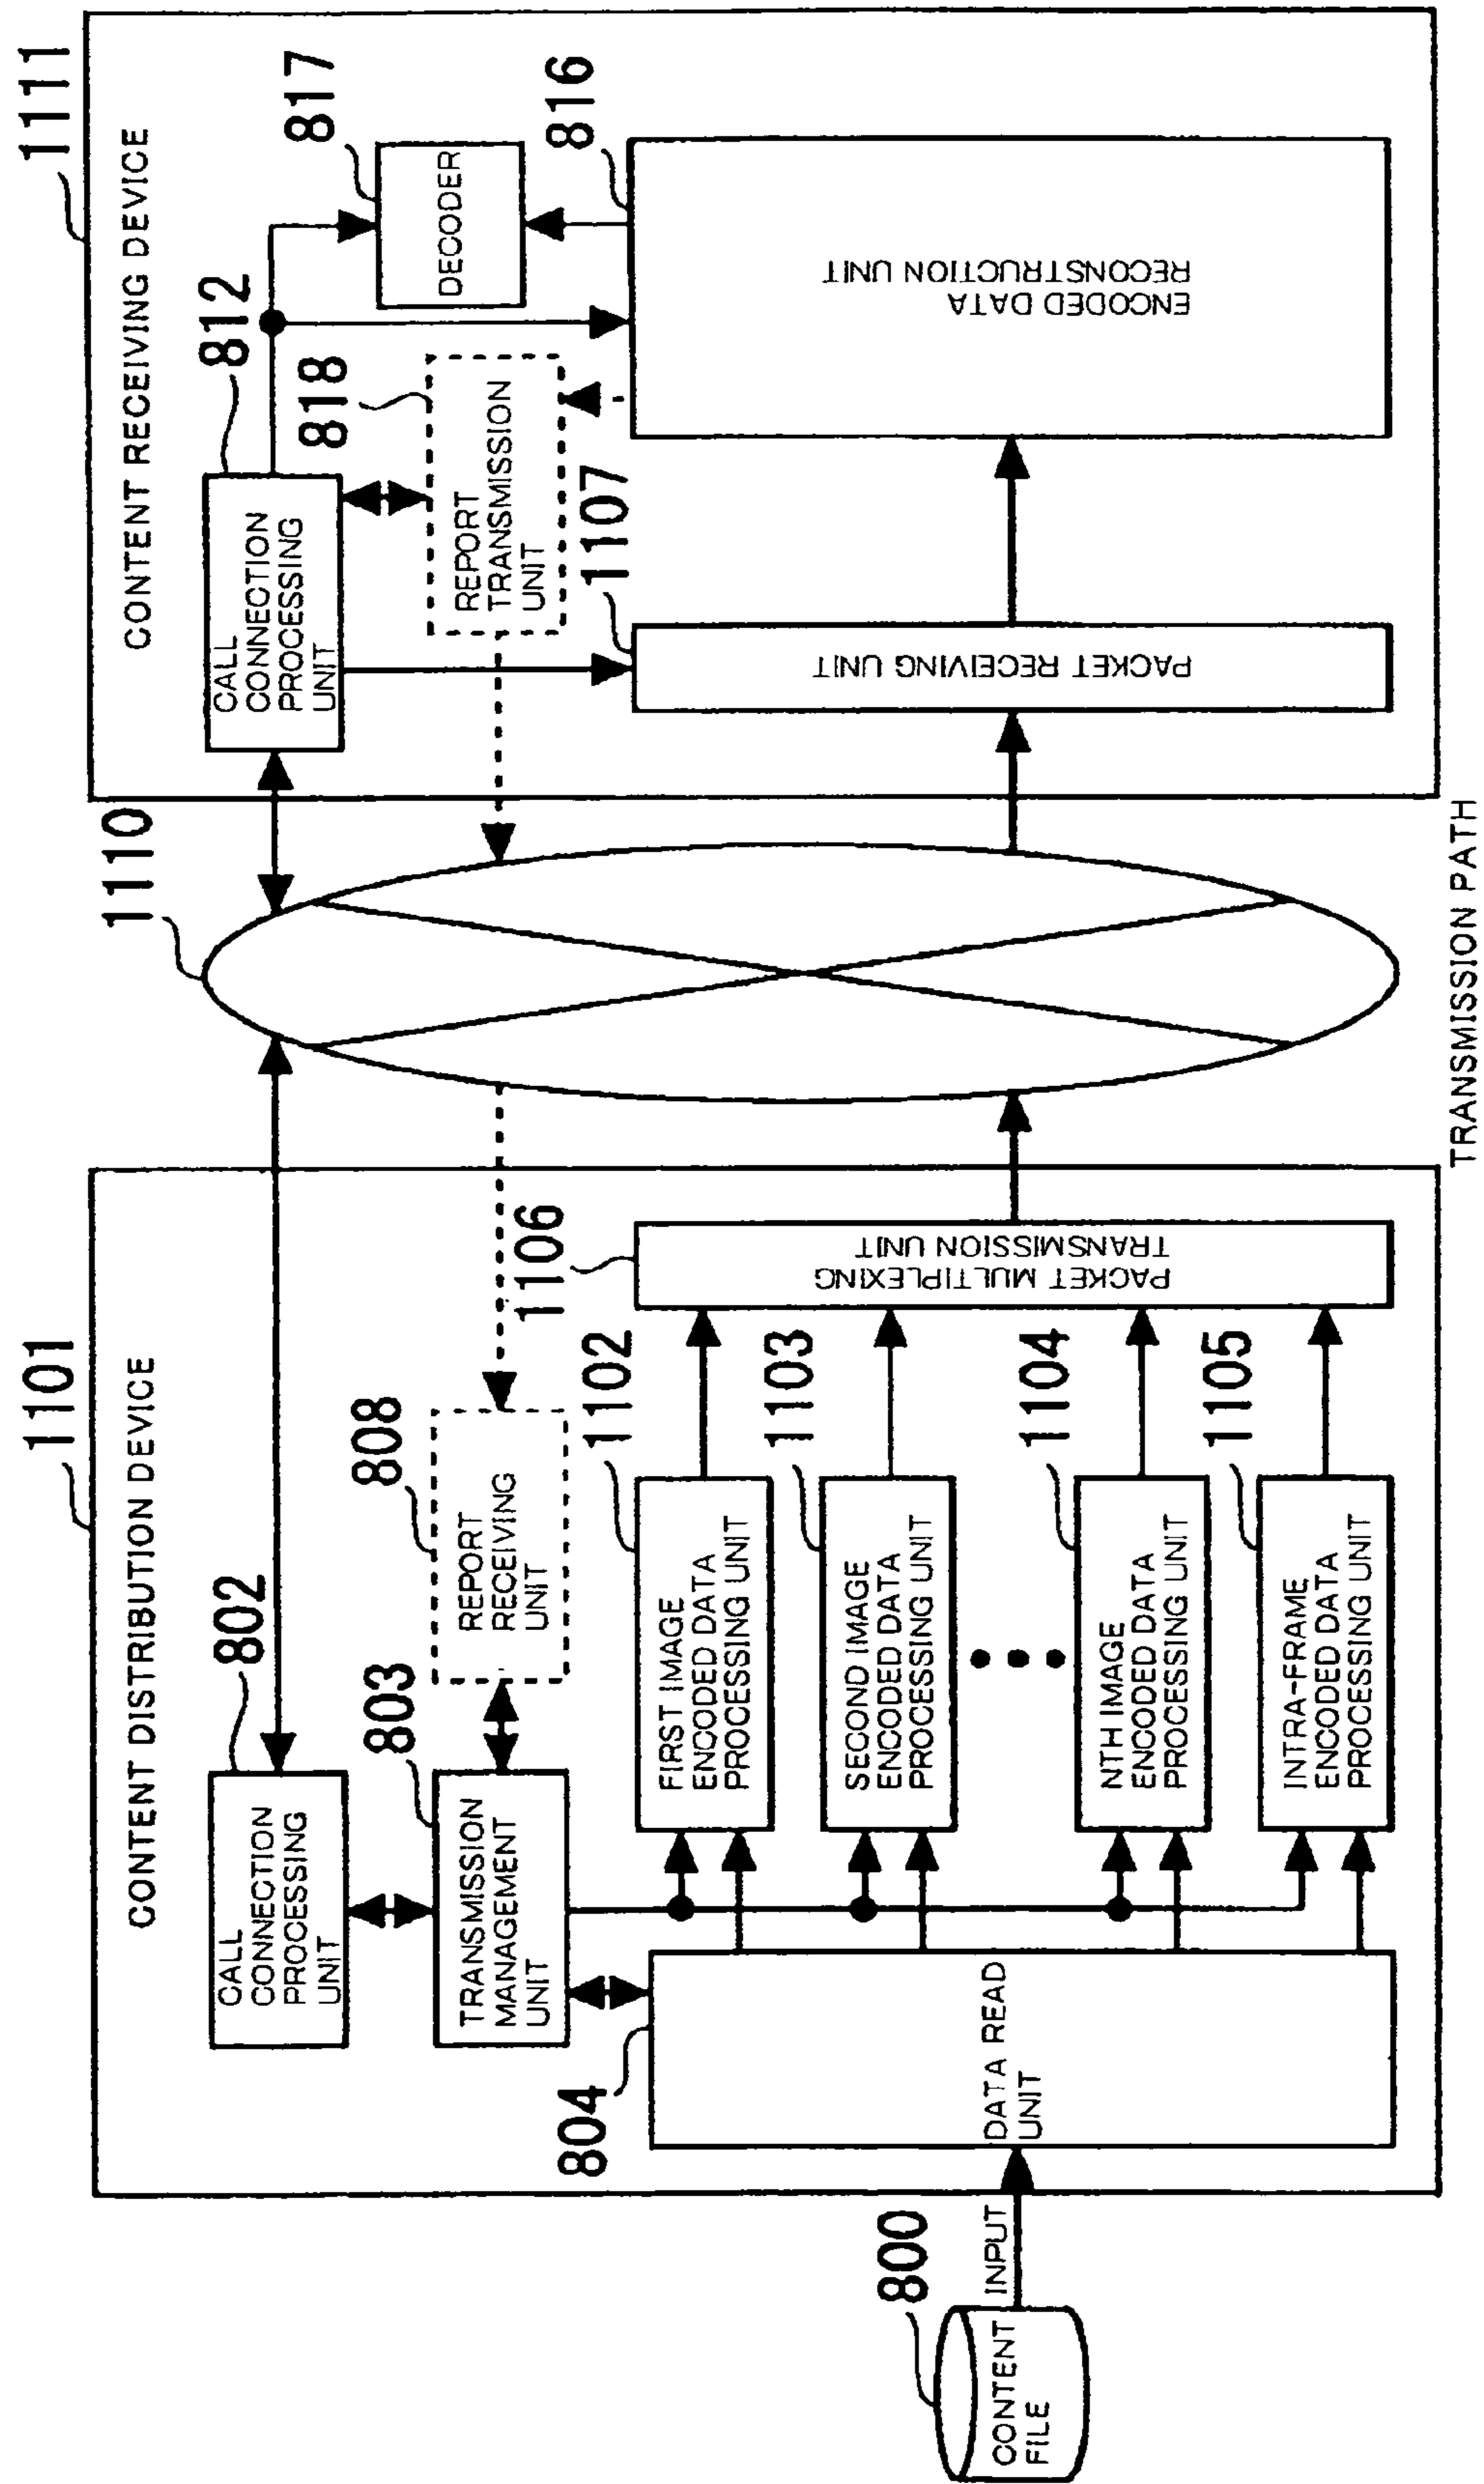 1101
CONTENT DISTRIBUTION DEVICE
802
CALL
CONNECTION
PROCESSING
UNIT
803
TRANSMISSION
MANAGEMENT
UNIT
808
REPORT
RECEIVING
UNIT
804
DATA READ
UNIT
800
CONTENT
FILE
INPUT
1102
FIRST IMAGE
ENCODED DATA
PROCESSING UNIT
1103
SECOND IMAGE
ENCODED DATA
PROCESSING UNIT
1104
NTH IMAGE
ENCODED DATA
PROCESSING UNIT
1105
INTRA-FRAME
ENCODED DATA
PROCESSING UNIT
1106
PACKET MULTIPLEXING
TRANSMISSION UNIT
1110
TRANSMISSION PATH
1111
CONTENT RECEIVING DEVICE
812
CALL
CONNECTION
PROCESSING
UNIT
818
REPORT
TRANSMISSION
UNIT
1107
PACKET RECEIVING UNIT
817
DECODER
816
ENCODED DATA
RECONSTRUCTION UNIT